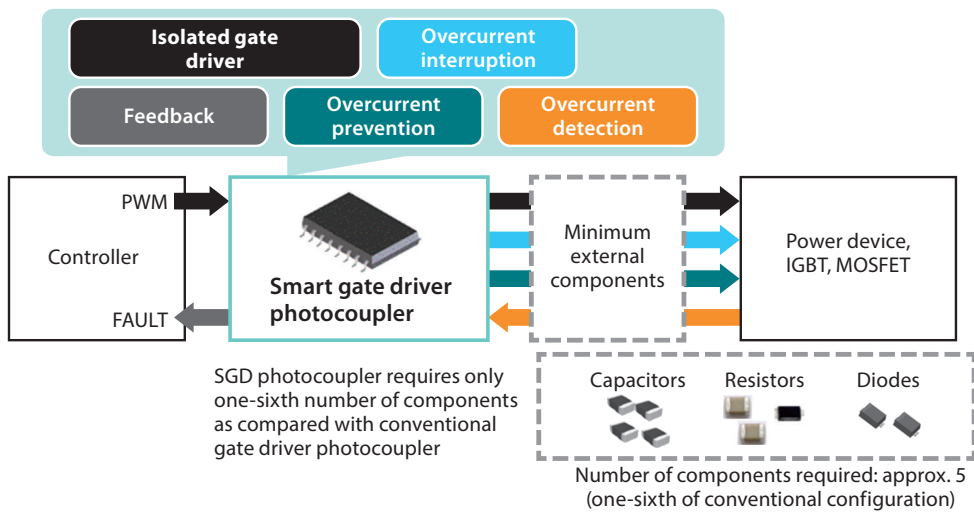 Isolated gate
driver
Overcurrent
interruption
Feedback
Overcurrent
prevention
Overcurrent
detection
PWM
Controller
FAULT
Smart gate driver
photocoupler
Minimum
external
components
Power device,
IGBT, MOSFET
SGD photocoupler requires only
one-sixth number of components
as compared with conventional
gate driver photocoupler
Capacitors
Resistors
Diodes
Number of components required: approx. 5
(one-sixth of conventional configuration)